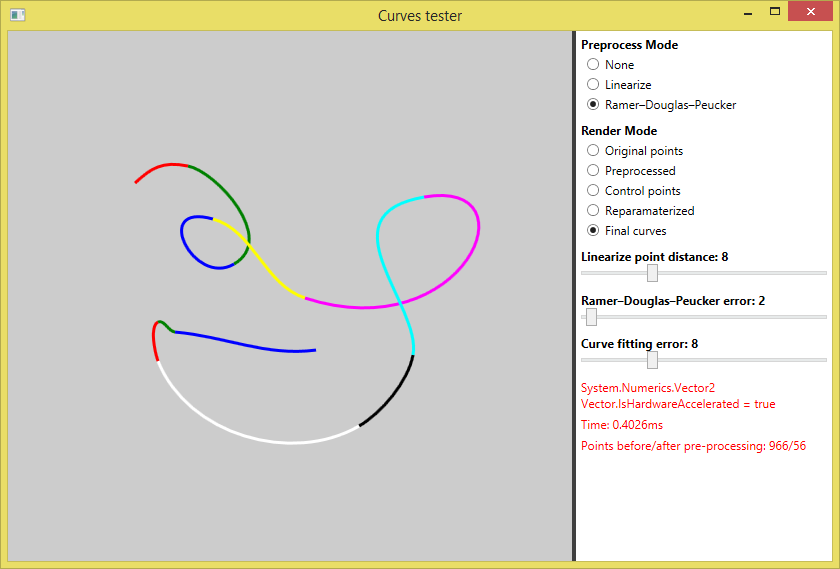 Curves tester
Preprocess Mode
None
Linearize
Ramer–Douglas–Peucker
Render Mode
Original points
Preprocessed
Control points
Reparamaterized
Final curves
Linearize point distance: 8
Ramer–Douglas–Peucker error: 2
Curve fitting error: 8
System.Numerics.Vector2
Vector.IsHardwareAccelerated = true
Time: 0.4026ms
Points before/after pre-processing: 966/56